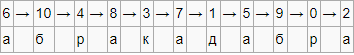 6 → 10 → 4 → 8 → 3 → 7 → 1 → 5 → 9 → 0 → 2
а б р а к а д а б р а